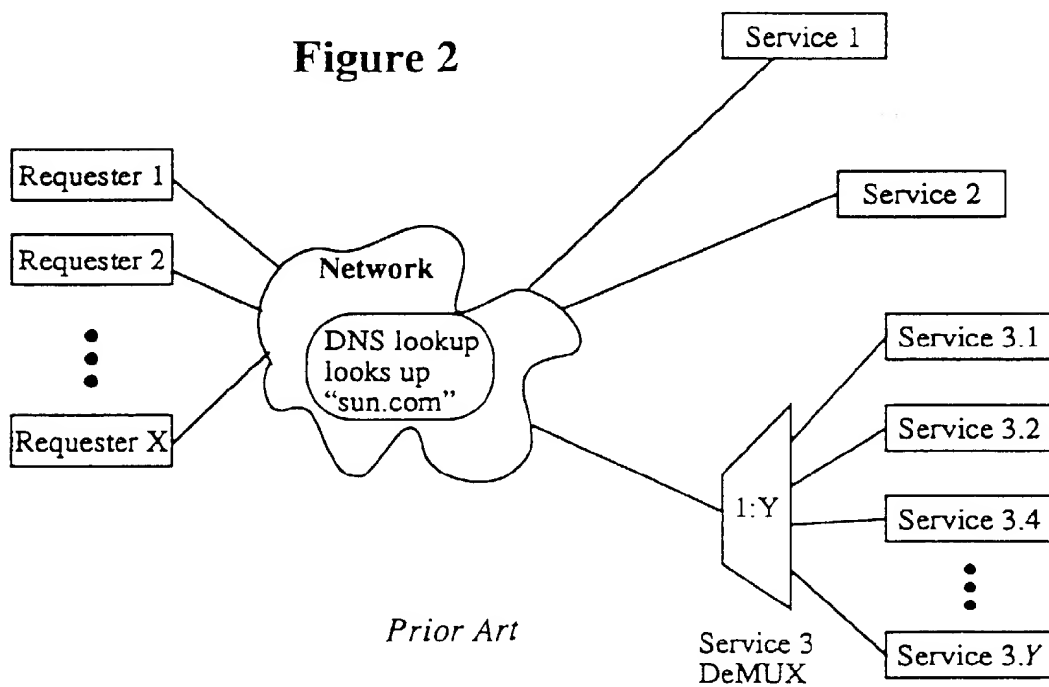 Figure 2
Requester 1
Requester 2
Requester X
Network
DNS lookup
looks up
“sun.com”
Service 1
Service 2
1:Y
Service 3
DeMUX
Service 3.1
Service 3.2
Service 3.4
Service 3.Y
Prior Art